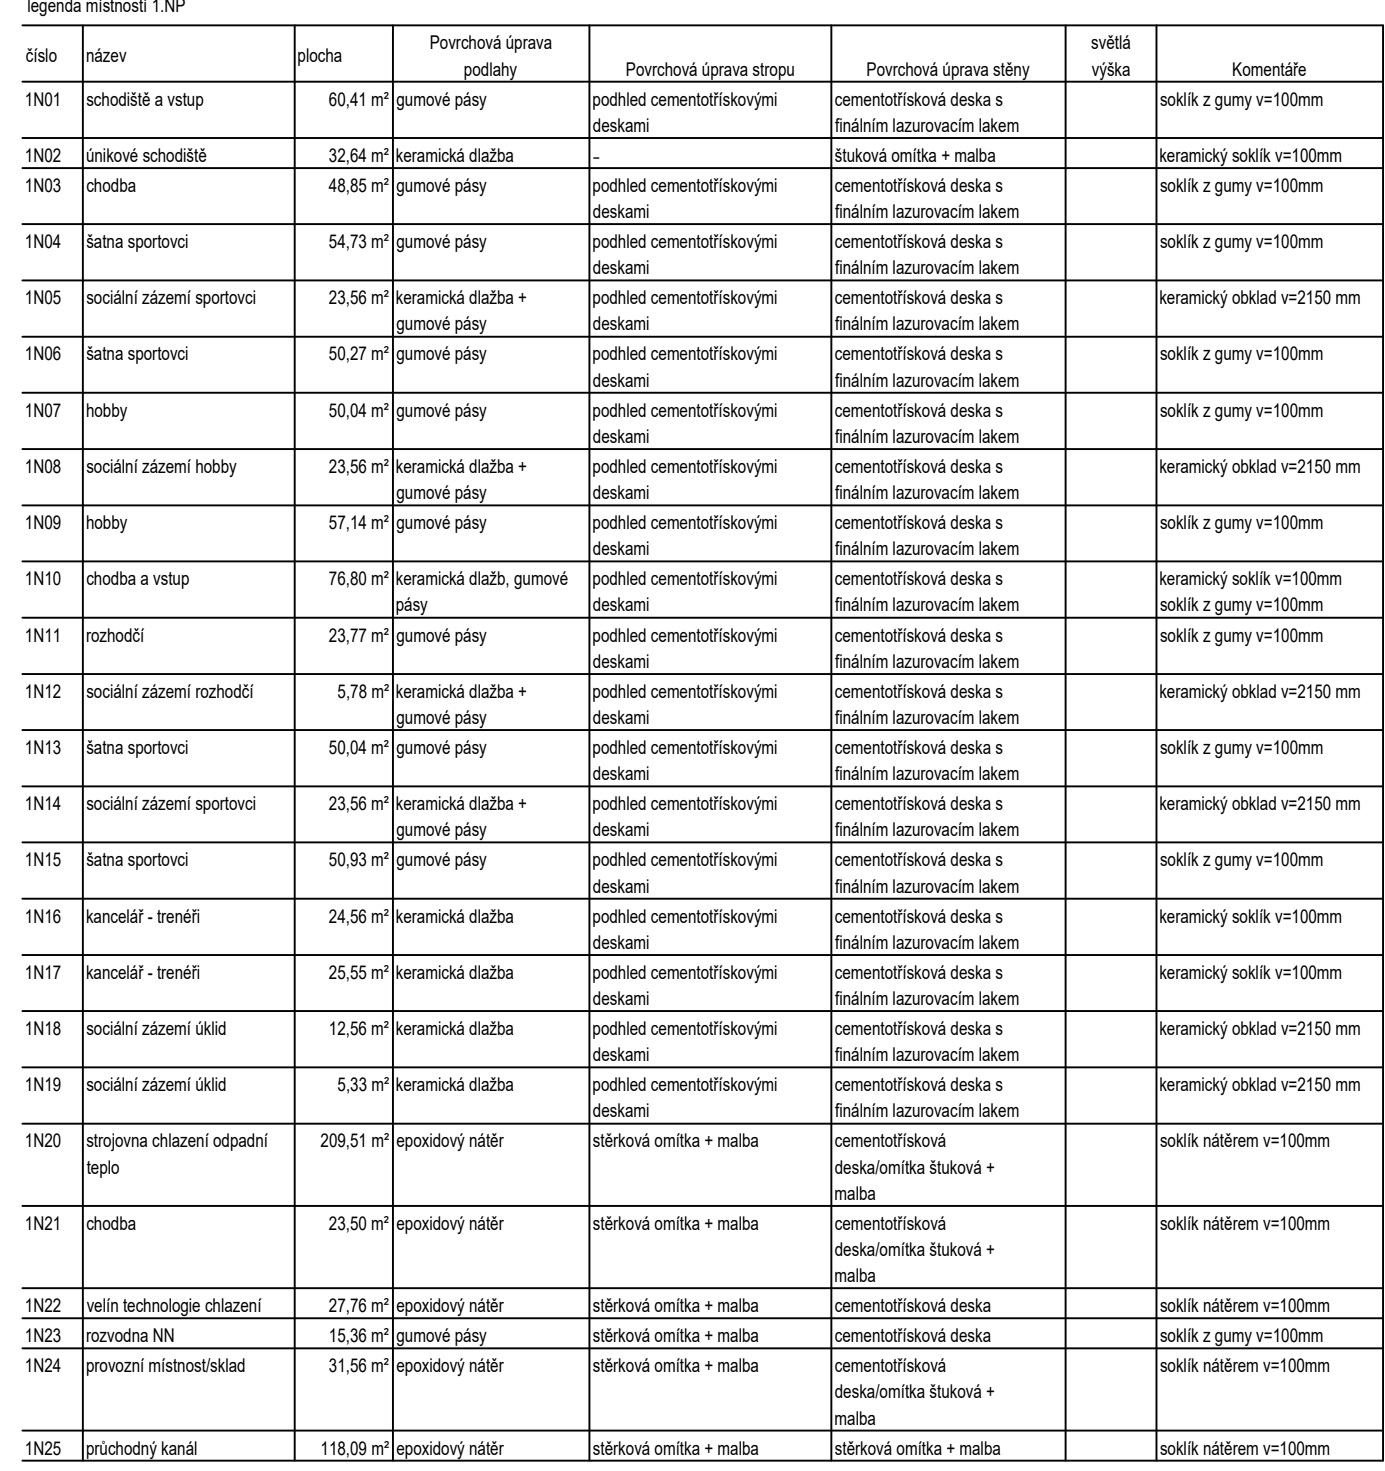 legenda místností 1.NP
číslo název plocha Povrchová úprava podlahy Povrchová úprava stropu Povrchová úprava stěny světlá výška Komentáře
1N01 schodiště a vstup 60,41 m² gumové pásy podhled cementotřískovými deskami cementotřísková deska s finálním lazurovacím lakem soklík z gumy v=100mm
1N02 únikové schodiště 32,64 m² keramická dlažba – štuková omítka + malba keramický soklík v=100mm
1N03 chodba 48,85 m² gumové pásy podhled cementotřískovými deskami cementotřísková deska s finálním lazurovacím lakem soklík z gumy v=100mm
1N04 šatna sportovci 54,73 m² gumové pásy podhled cementotřískovými deskami cementotřísková deska s finálním lazurovacím lakem soklík z gumy v=100mm
1N05 sociální zázemí sportovci 23,56 m² keramická dlažba + gumové pásy podhled cementotřískovými deskami cementotřísková deska s finálním lazurovacím lakem keramický obklad v=2150 mm
1N06 šatna sportovci 50,27 m² gumové pásy podhled cementotřískovými deskami cementotřísková deska s finálním lazurovacím lakem soklík z gumy v=100mm
1N07 hobby 50,04 m² gumové pásy podhled cementotřískovými deskami cementotřísková deska s finálním lazurovacím lakem soklík z gumy v=100mm
1N08 sociální zázemí hobby 23,56 m² keramická dlažba + gumové pásy podhled cementotřískovými deskami cementotřísková deska s finálním lazurovacím lakem keramický obklad v=2150 mm
1N09 hobby 57,14 m² gumové pásy podhled cementotřískovými deskami cementotřísková deska s finálním lazurovacím lakem soklík z gumy v=100mm
1N10 chodba a vstup 76,80 m² keramická dlažb, gumové pásy podhled cementotřískovými deskami cementotřísková deska s finálním lazurovacím lakem keramický soklík v=100mm soklík z gumy v=100mm
1N11 rozhodčí 23,77 m² gumové pásy podhled cementotřískovými deskami cementotřísková deska s finálním lazurovacím lakem soklík z gumy v=100mm
1N12 sociální zázemí rozhodčí 5,78 m² keramická dlažba + gumové pásy podhled cementotřískovými deskami cementotřísková deska s finálním lazurovacím lakem keramický obklad v=2150 mm
1N13 šatna sportovci 50,04 m² gumové pásy podhled cementotřískovými deskami cementotřísková deska s finálním lazurovacím lakem soklík z gumy v=100mm
1N14 sociální zázemí sportovci 23,56 m² keramická dlažba + gumové pásy podhled cementotřískovými deskami cementotřísková deska s finálním lazurovacím lakem keramický obklad v=2150 mm
1N15 šatna sportovci 50,93 m² gumové pásy podhled cementotřískovými deskami cementotřísková deska s finálním lazurovacím lakem soklík z gumy v=100mm
1N16 kancelář - trenéři 24,56 m² keramická dlažba podhled cementotřískovými deskami cementotřísková deska s finálním lazurovacím lakem keramický soklík v=100mm
1N17 kancelář - trenéři 25,55 m² keramická dlažba podhled cementotřískovými deskami cementotřísková deska s finálním lazurovacím lakem keramický soklík v=100mm
1N18 sociální zázemí úklid 12,56 m² keramická dlažba podhled cementotřískovými deskami cementotřísková deska s finálním lazurovacím lakem keramický obklad v=2150 mm
1N19 sociální zázemí úklid 5,33 m² keramická dlažba podhled cementotřískovými deskami cementotřísková deska s finálním lazurovacím lakem keramický obklad v=2150 mm
1N20 strojovna chlazení odpadní teplo 209,51 m² epoxidový nátěr stěrková omítka + malba cementotřísková deska/omítka štuková + malba soklík nátěrem v=100mm
1N21 chodba 23,50 m² epoxidový nátěr stěrková omítka + malba cementotřísková deska/omítka štuková + malba soklík nátěrem v=100mm
1N22 velín technologie chlazení 27,76 m² epoxidový nátěr stěrková omítka + malba cementotřísková deska soklík nátěrem v=100mm
1N23 rozvodna NN 15,36 m² gumové pásy stěrková omítka + malba cementotřísková deska soklík z gumy v=100mm
1N24 provozní místnost/sklad 31,56 m² epoxidový nátěr stěrková omítka + malba cementotřísková deska/omítka štuková + malba soklík nátěrem v=100mm
1N25 průchodný kanál 118,09 m² epoxidový nátěr stěrková omítka + malba stěrková omítka + malba soklík nátěrem v=100mm